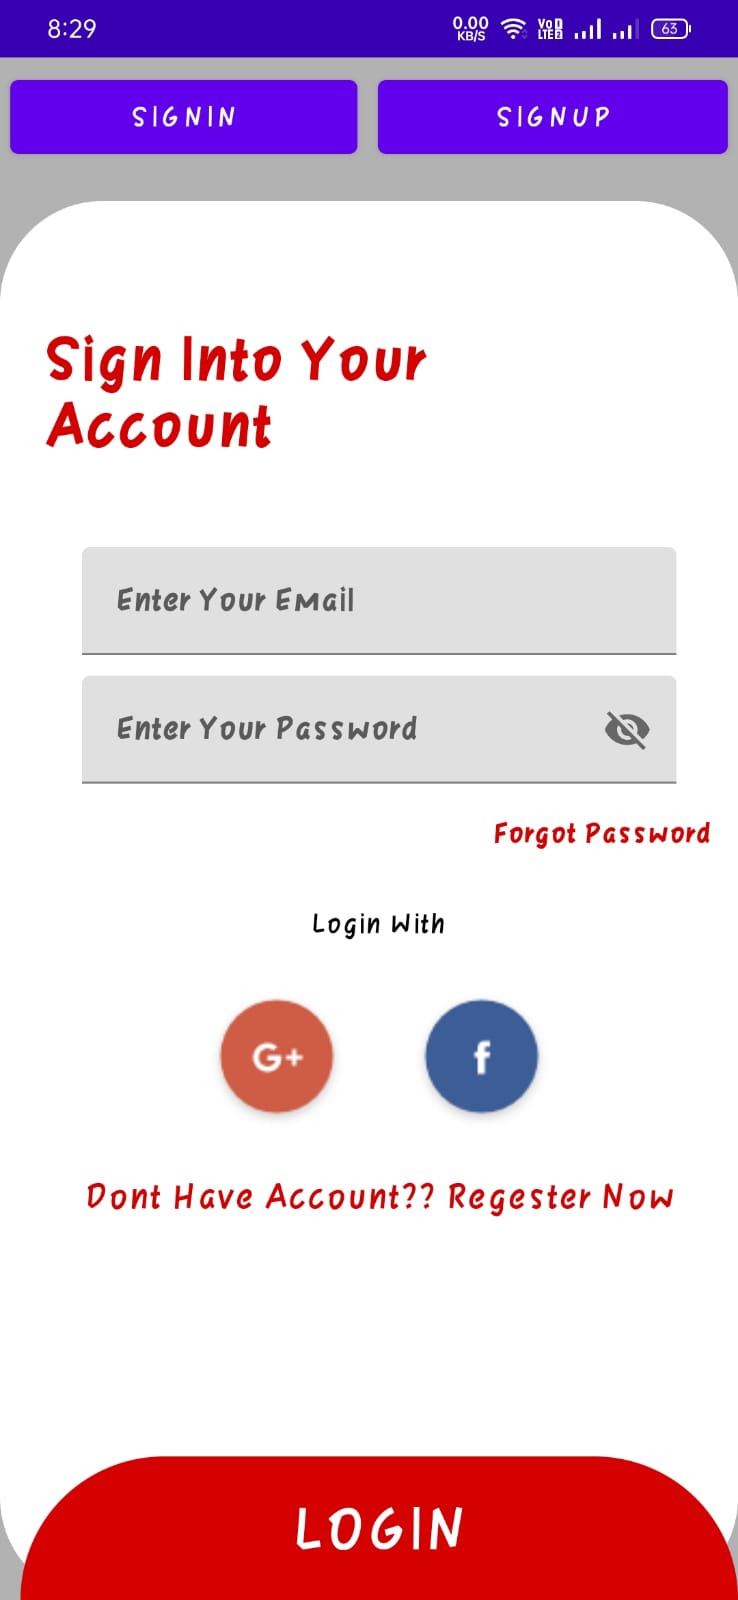 8:29
0.00
KB/S
VoD
LTE2
63
SIGNIN
SIGNUP
Sign Into Your
Account
Enter Your Email
Enter Your Password
Forgot Password
Login With
G+
f
Dont Have Account?? Regester Now
LOGIN